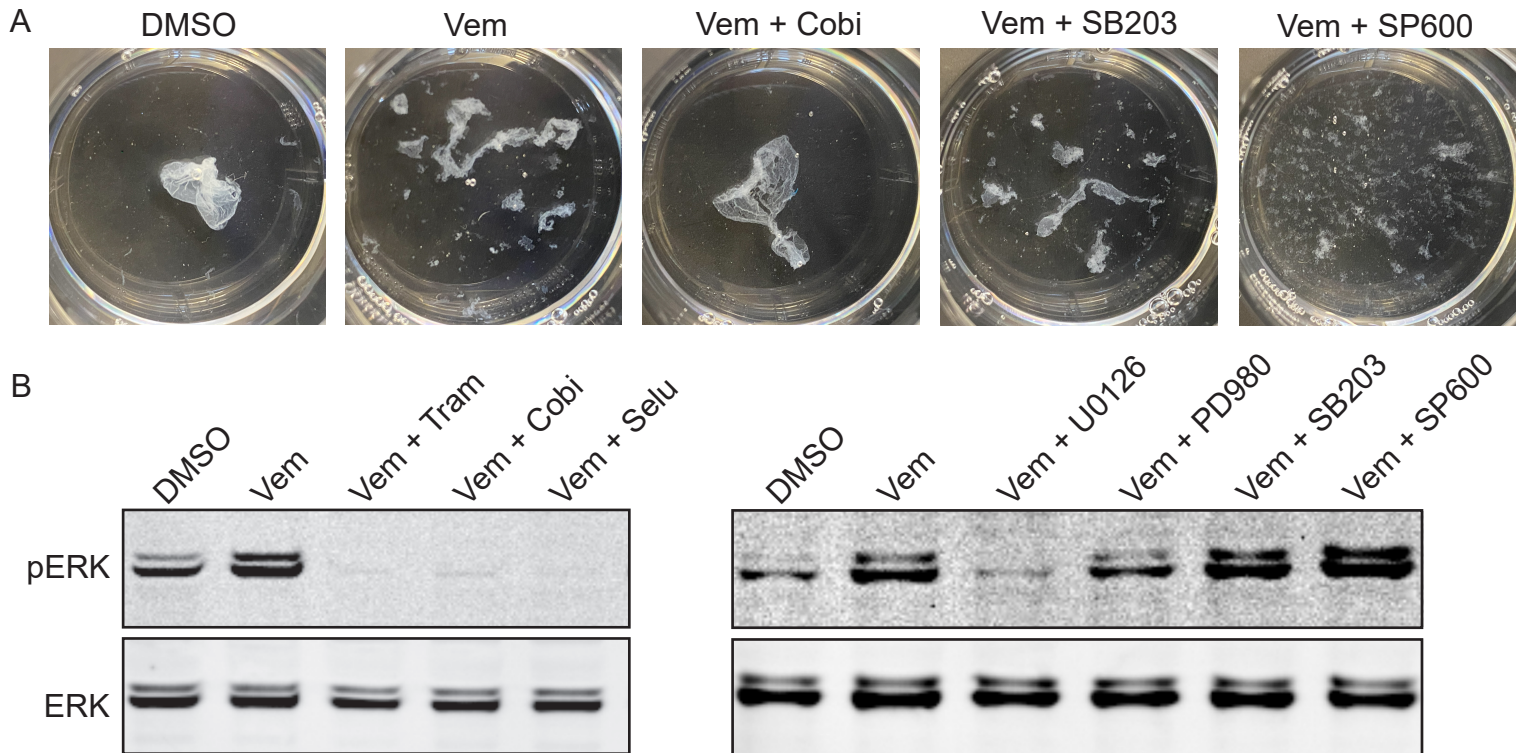 A
DMSO
Vem
Vem + Cobi
Vem + SB203
Vem + SP600
B
DMSO
Vem
Vem + Tram
Vem + Cobi
Vem + Selu
DMSO
Vem
Vem + U0126
Vem + PD980
Vem + SB203
Vem + SP600
pERK
ERK